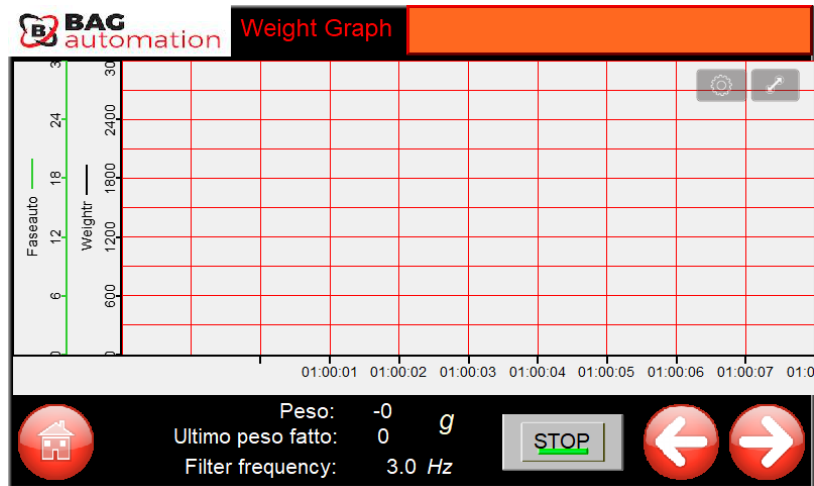 BAG
automation
Weight Graph
Faseauto
24
18
12
6
0
Weightr
30
2400
1800
1200
600
0
01:00:01 01:00:02 01:00:03 01:00:04 01:00:05 01:00:06 01:00:07 01:0
Peso: -0 g
Ultimo peso fatto: 0
Filter frequency: 3.0 Hz
STOP